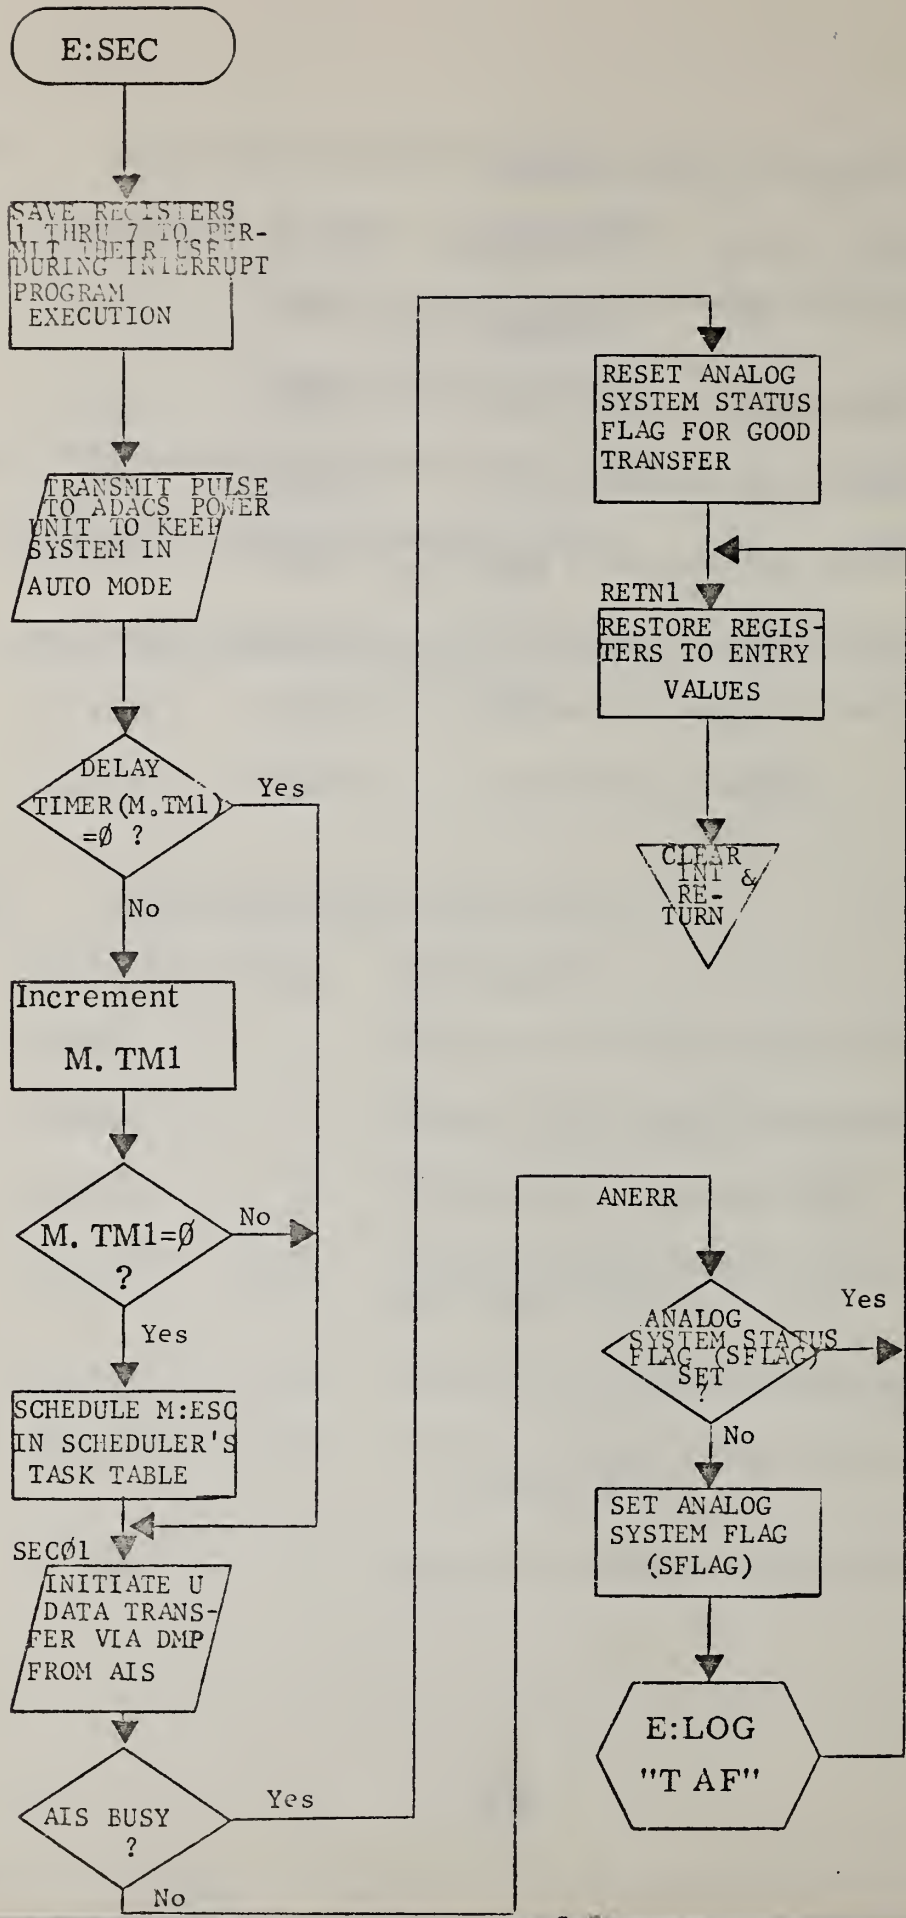 E:SEC
SAVE REGISTERS
1 THRU 7 TO PER-
MIT THEIR USE
DURING INTERRUPT
PROGRAM
EXECUTION
TRANSMIT PULSE
TO ADACS POWER
UNIT TO KEEP
SYSTEM IN
AUTO MODE
DELAY
TIMER(M.TM1)
=Ø ?
Yes
No
Increment
M. TM1
M. TM1=Ø
?
No
Yes
SCHEDULE M:ESC
IN SCHEDULER'S
TASK TABLE
SECØ1
INITIATE U
DATA TRANS-
FER VIA DMP
FROM AIS
AIS BUSY
?
Yes
No
RESET ANALOG
SYSTEM STATUS
FLAG FOR GOOD
TRANSFER
RETN1
RESTORE REGIS-
TERS TO ENTRY
VALUES
CLEAR
INT &
RE-
TURN
ANERR
ANALOG
SYSTEM STATUS
FLAG (SFLAG)
SET
?
Yes
No
SET ANALOG
SYSTEM FLAG
(SFLAG)
E:LOG
"T AF"